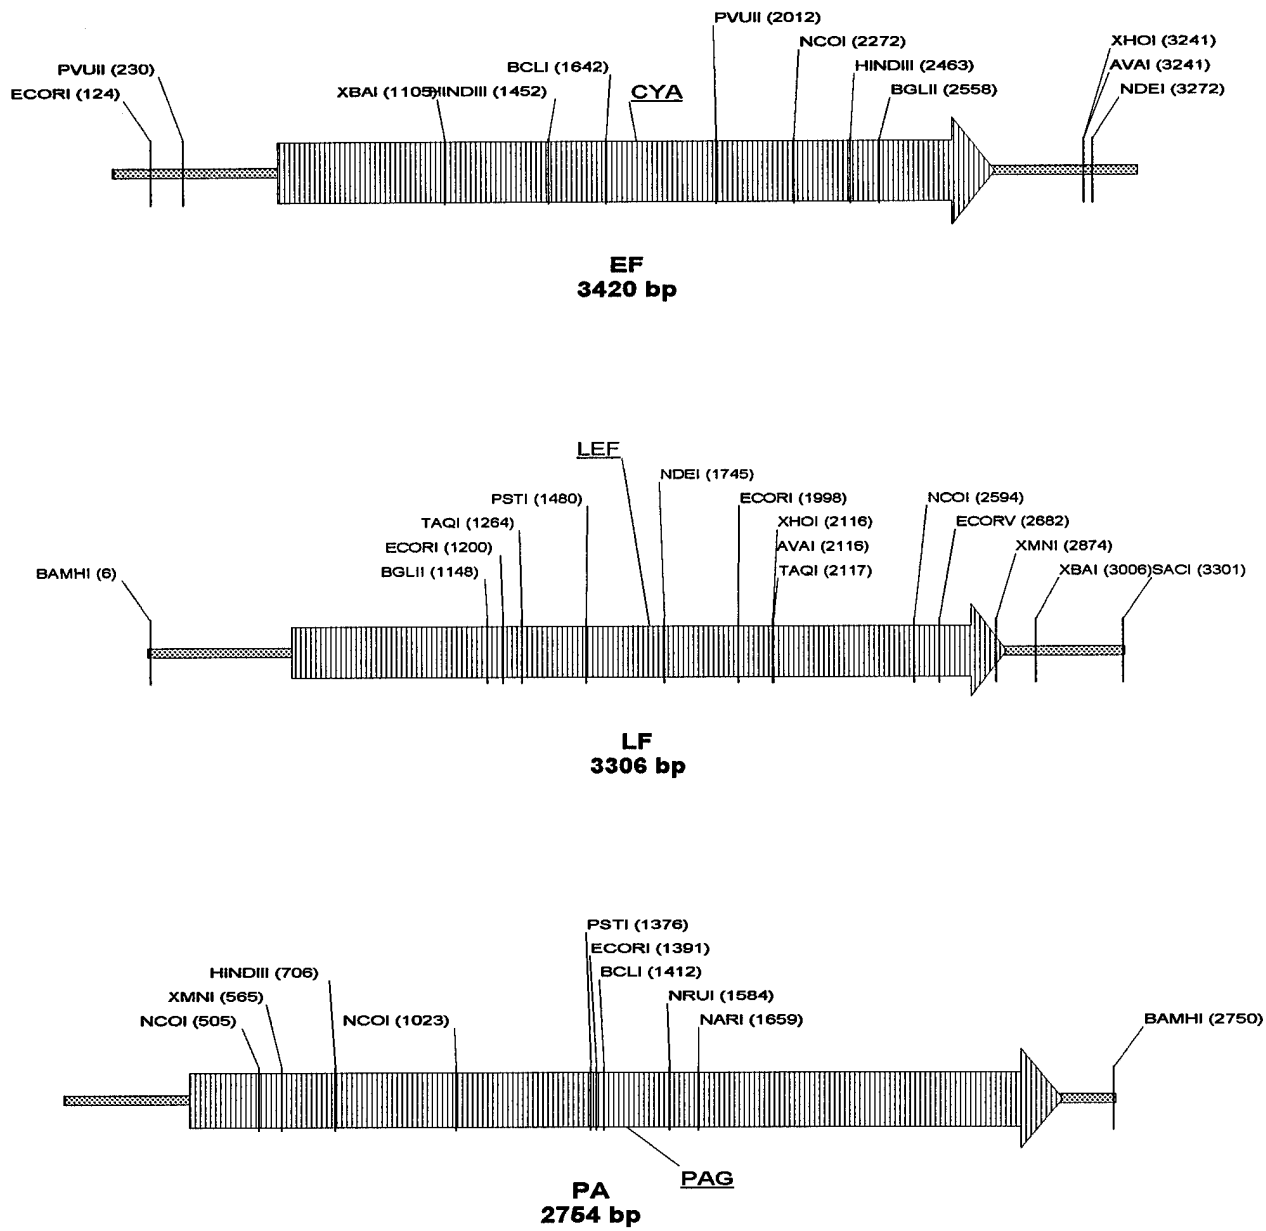 PVUII (2012)
NCOI (2272)
XHOI (3241)
BCLI (1642)
HINDIII (2463)
AVAI (3241)
PVUII (230)
ECORI (124)
XBAI (1105)
HINDIII (1452)
CYA
BGLII (2558)
NDEI (3272)
EF
3420 bp
LEF
NDEI (1745)
PSTI (1480)
ECORI (1998)
NCOI (2594)
TAQI (1264)
XHOI (2116)
ECORV (2682)
ECORI (1200)
AVAI (2116)
XMNI (2874)
BAMHI (6)
BGLII (1148)
TAQI (2117)
XBAI (3006)
SACI (3301)
LF
3306 bp
PSTI (1376)
ECORI (1391)
HINDIII (706)
BCLI (1412)
XMNI (565)
NRUI (1584)
NCOI (505)
NCOI (1023)
NARI (1659)
BAMHI (2750)
PAG
PA
2754 bp